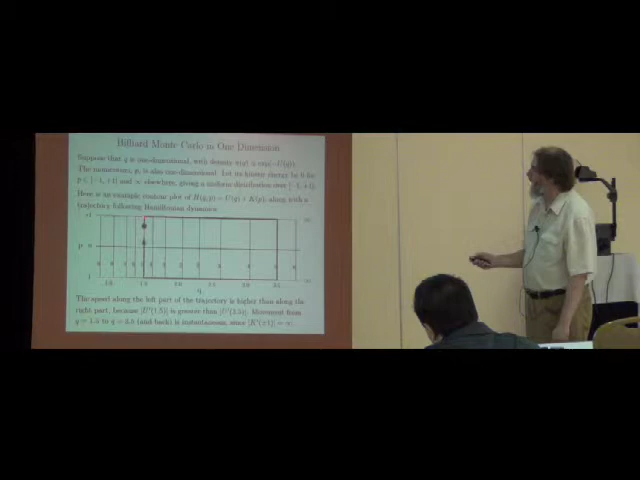 Billiard Monte Carlo in One Dimension
Suppose that q is one-dimensional, with density π(q) ∝ exp(−U(q)).
The momentum, p, is also one-dimensional. Let its kinetic energy be 0 for
p ∈ [−1, +1] and ∞ elsewhere, giving a uniform distribution over [−1, +1].
Here is an example contour plot of H(q, p) = U(q) + K(p), along with a
trajectory following Hamiltonian dynamics:
+1
p 0
q
The speed along the left part of the trajectory is higher than along the
right part, because |U′(1.5)| is greater than |U′(3.5)|. Movement from
q = 1.5 to q = 3.5 (and back) is instantaneous, since |K′(±1)| = ∞.